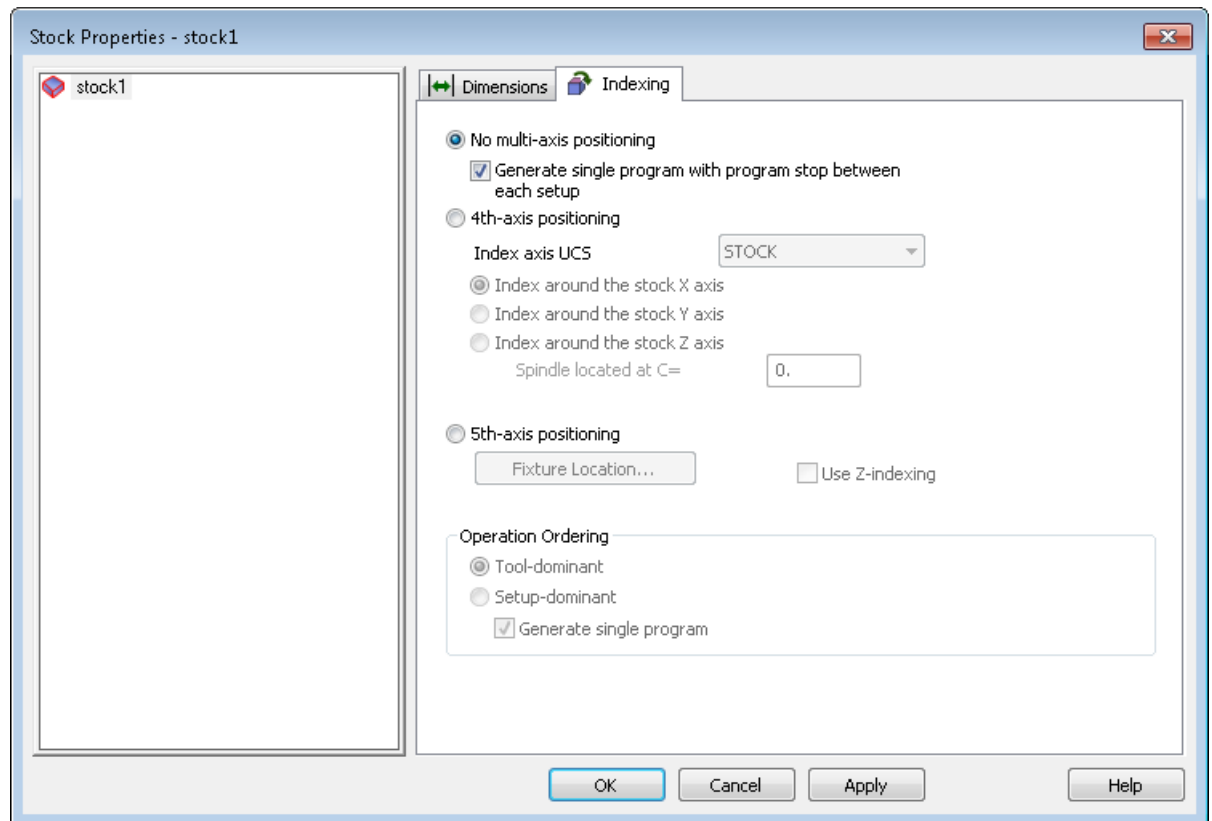 Stock Properties - stock1
stock1
Dimensions
Indexing
No multi-axis positioning
Generate single program with program stop between
each setup
4th-axis positioning
Index axis UCS
STOCK
Index around the stock X axis
Index around the stock Y axis
Index around the stock Z axis
Spindle located at C=
0.
5th-axis positioning
Fixture Location...
Use Z-indexing
Operation Ordering
Tool-dominant
Setup-dominant
Generate single program
OK
Cancel
Apply
Help